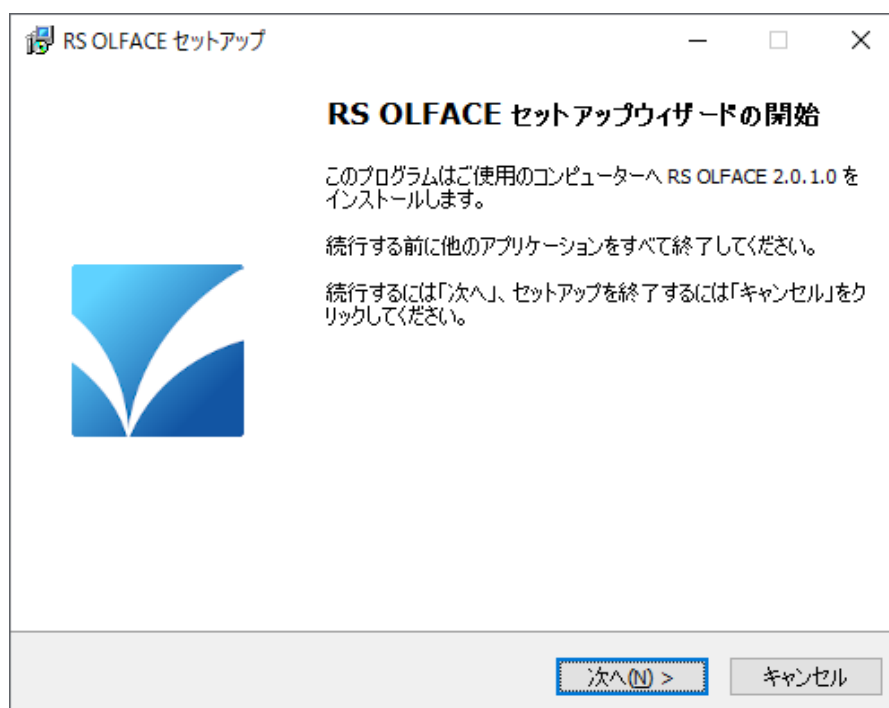 RS OLFACE セットアップ
RS OLFACE セットアップウィザードの開始
このプログラムはご使用のコンピューターへ RS OLFACE 2.0.1.0 を
インストールします。
続行する前に他のアプリケーションをすべて終了してください。
続行するには「次へ」、セットアップを終了するには「キャンセル」をク
リックしてください。
次へ(N) >
キャンセル